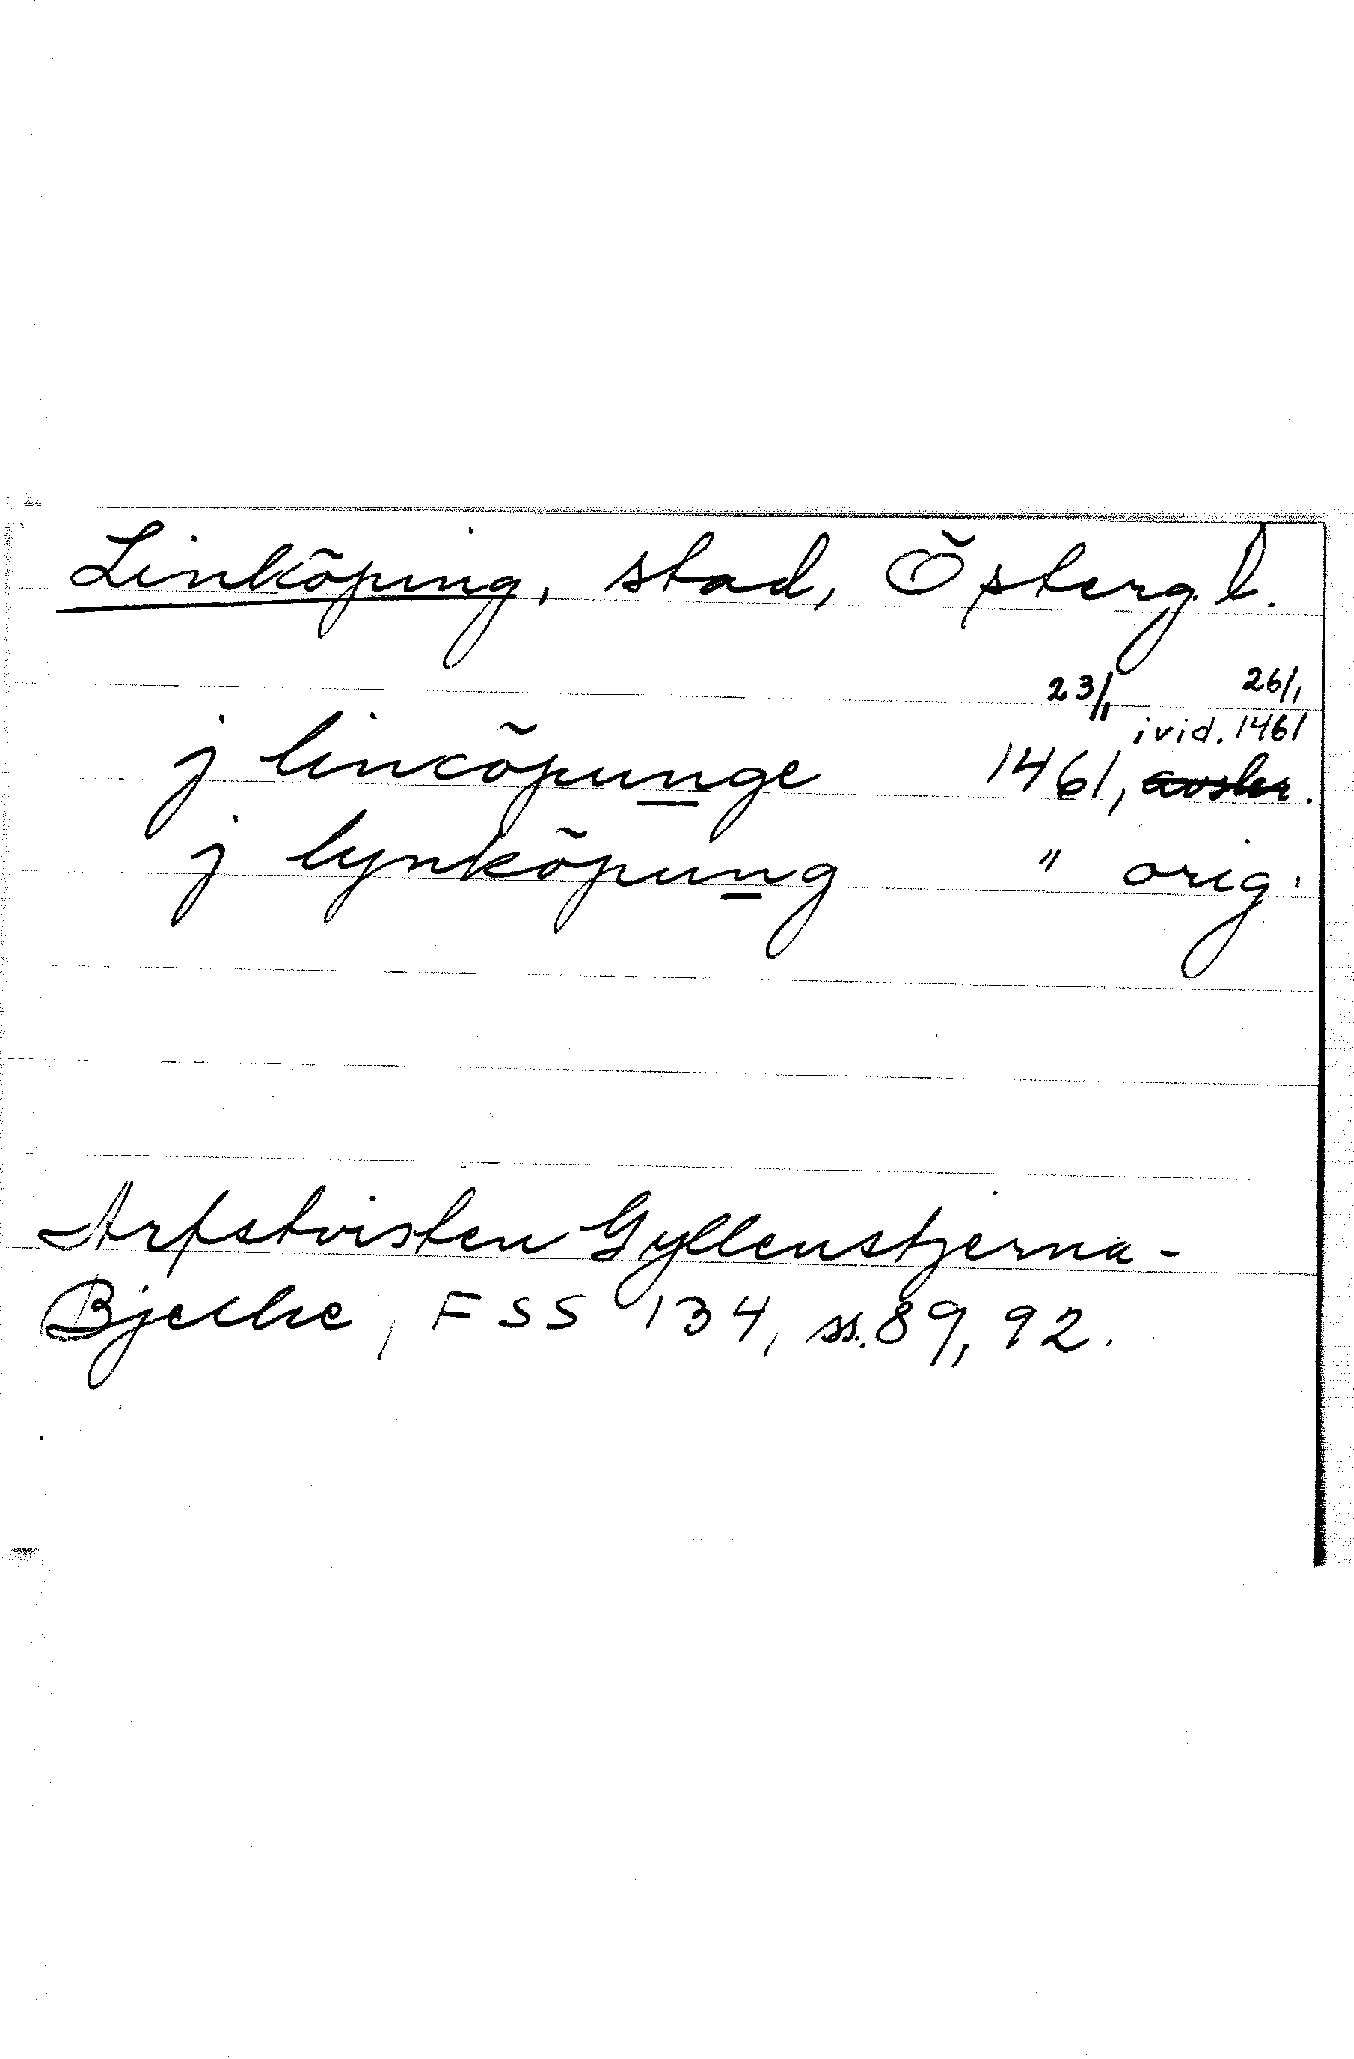 Linköping, stad, Östergl.
23/1 26/1
ivid. 1461
j lincöpunge 1461, avskr.
j lynköpung " orig.
Arfstvisten Gyllenstjerna-
Bjelke, FSS 134, ss. 89, 92.